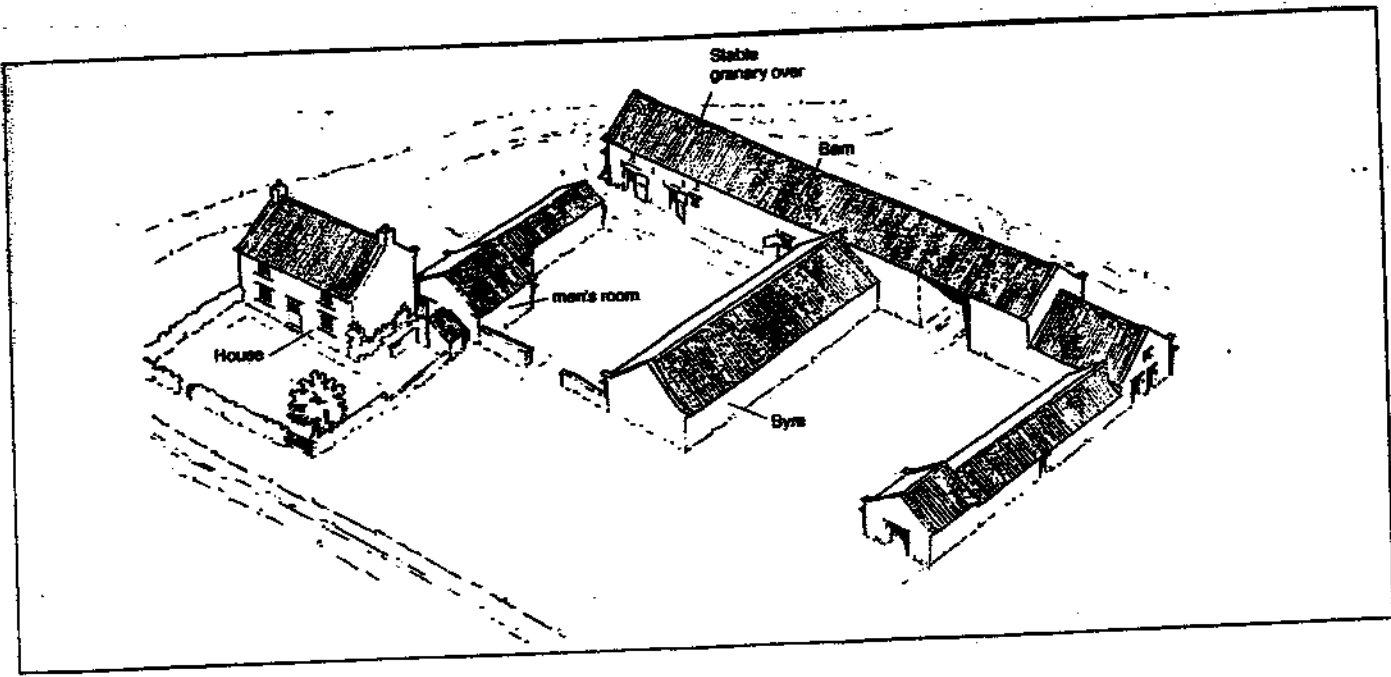 Stable
granary over
Barn
men's room
House
Byre